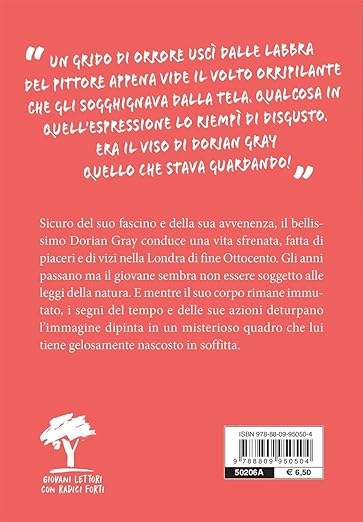 “UN GRIDO DI ORRORE USCÌ DALLE LABBRA
DEL PITTORE APPENA VIDE IL VOLTO ORRIPILANTE
CHE GLI SOGGHIGNAVA DALLA TELA. QUALCOSA IN
QUELL'ESPRESSIONE LO RIEMPÌ DI DISGUSTO.
ERA IL VISO DI DORIAN GRAY
QUELLO CHE STAVA GUARDANDO!”
Sicuro del suo fascino e della sua avvenenza, il bellis-
simo Dorian Gray conduce una vita sfrenata, fatta di
piaceri e di vizi nella Londra di fine Ottocento. Gli anni
passano ma il giovane sembra non essere soggetto alle
leggi della natura. E mentre il suo corpo rimane immu-
tato, i segni del tempo e delle sue azioni deturpano
l'immagine dipinta in un misterioso quadro che lui
tiene gelosamente nascosto in soffitta.
GIOVANI LETTORI
CON RADICI FORTI
ISBN 978-88-09-95050-4
9 788809 950504
50206A € 6,50